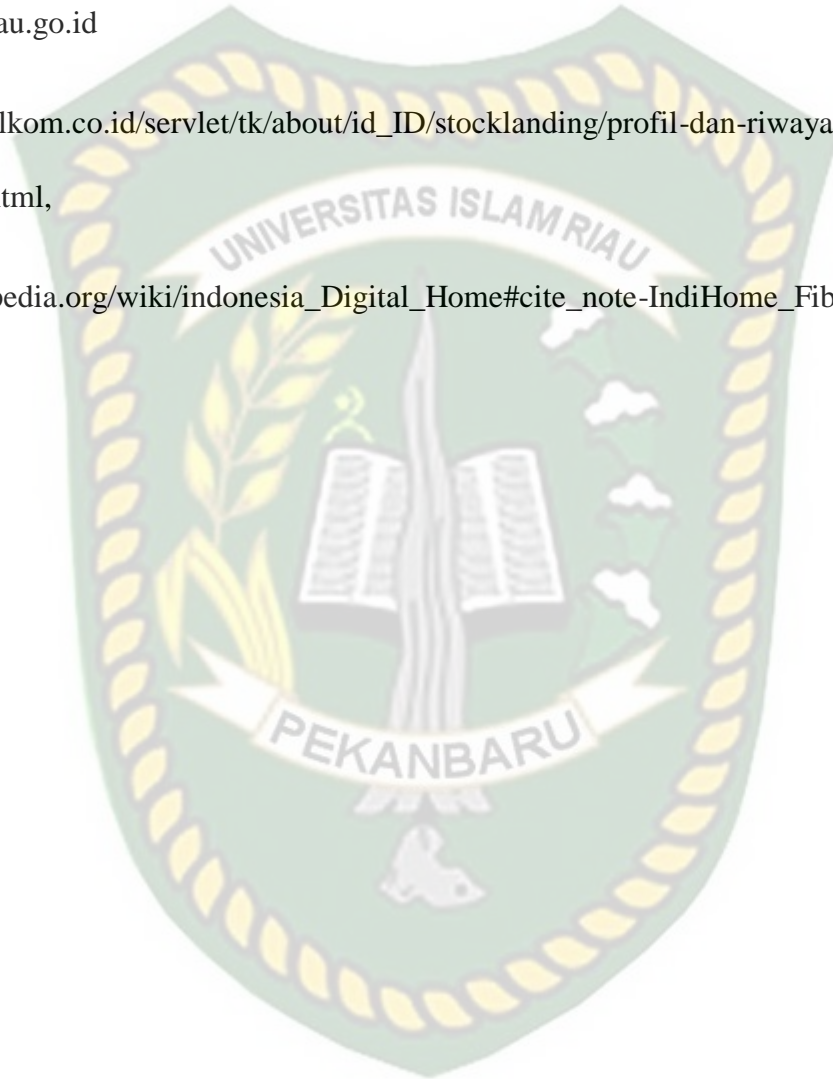 au.go.id
lkom.co.id/servlet/tk/about/id_ID/stocklanding/profil-dan-riwaya
tml,
UNIVERSITAS ISLAM RIAU
pedia.org/wiki/indonesia_Digital_Home#cite_note-IndiHome_Fib
PEKANBARU